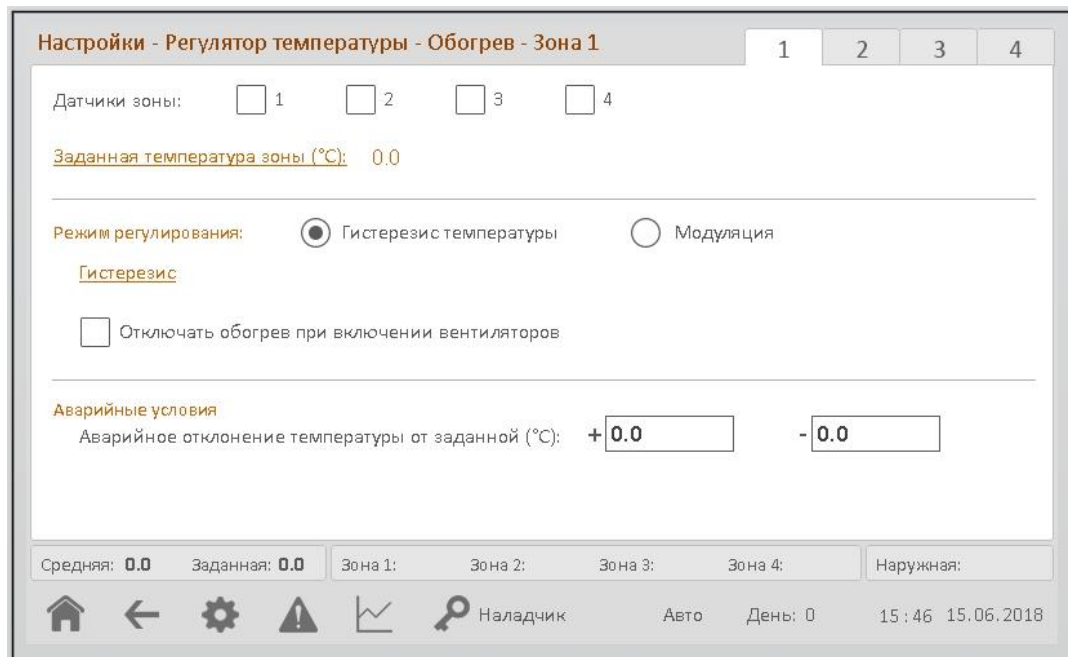 Настройки - Регулятор температуры - Обогрев - Зона 1
1 2 3 4
Датчики зоны: 1 2 3 4
Заданная температура зоны (°C): 0.0
Режим регулирования: Гистерезис температуры Модуляция
Гистерезис
Отключать обогрев при включении вентиляторов
Аварийные условия
Аварийное отклонение температуры от заданной (°C): + 0.0 - 0.0
Средняя: 0.0 Заданная: 0.0 Зона 1: Зона 2: Зона 3: Зона 4: Наружная:
Наладчик Авто День: 0 15:46 15.06.2018